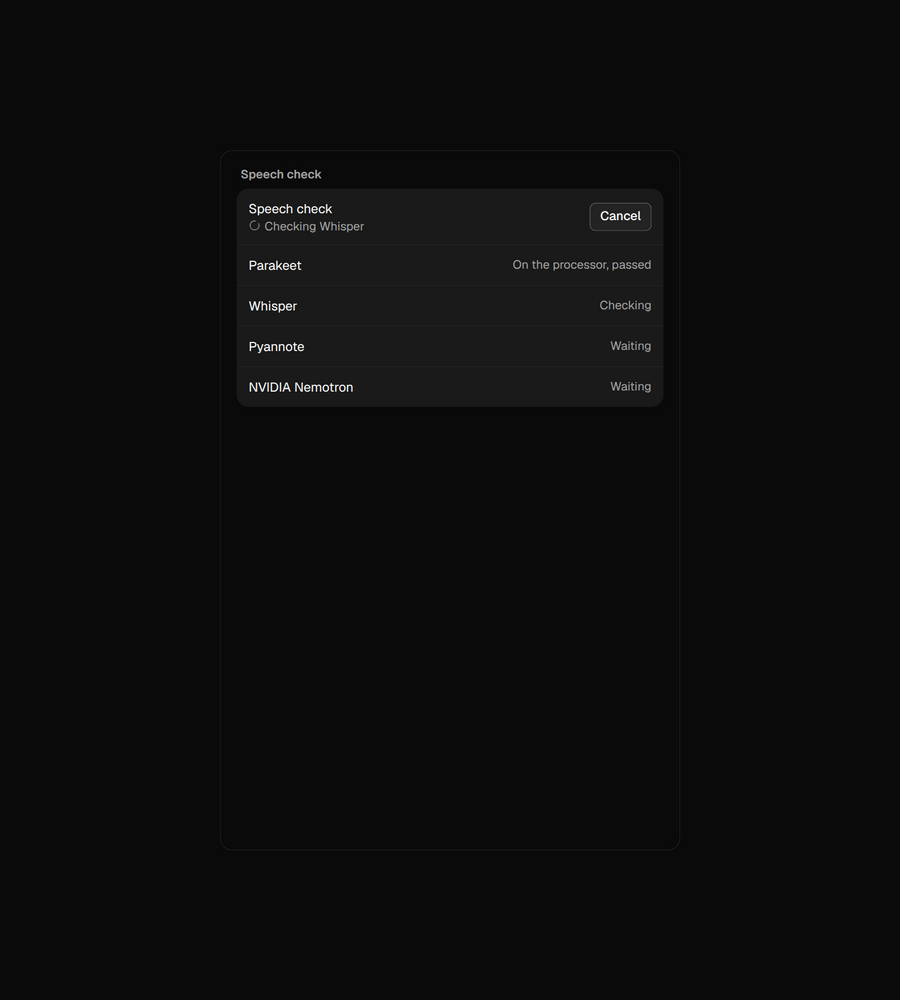 Speech check
Speech check
Cancel
Checking Whisper
Parakeet
On the processor, passed
Whisper
Checking
Pyannote
Waiting
NVIDIA Nemotron
Waiting